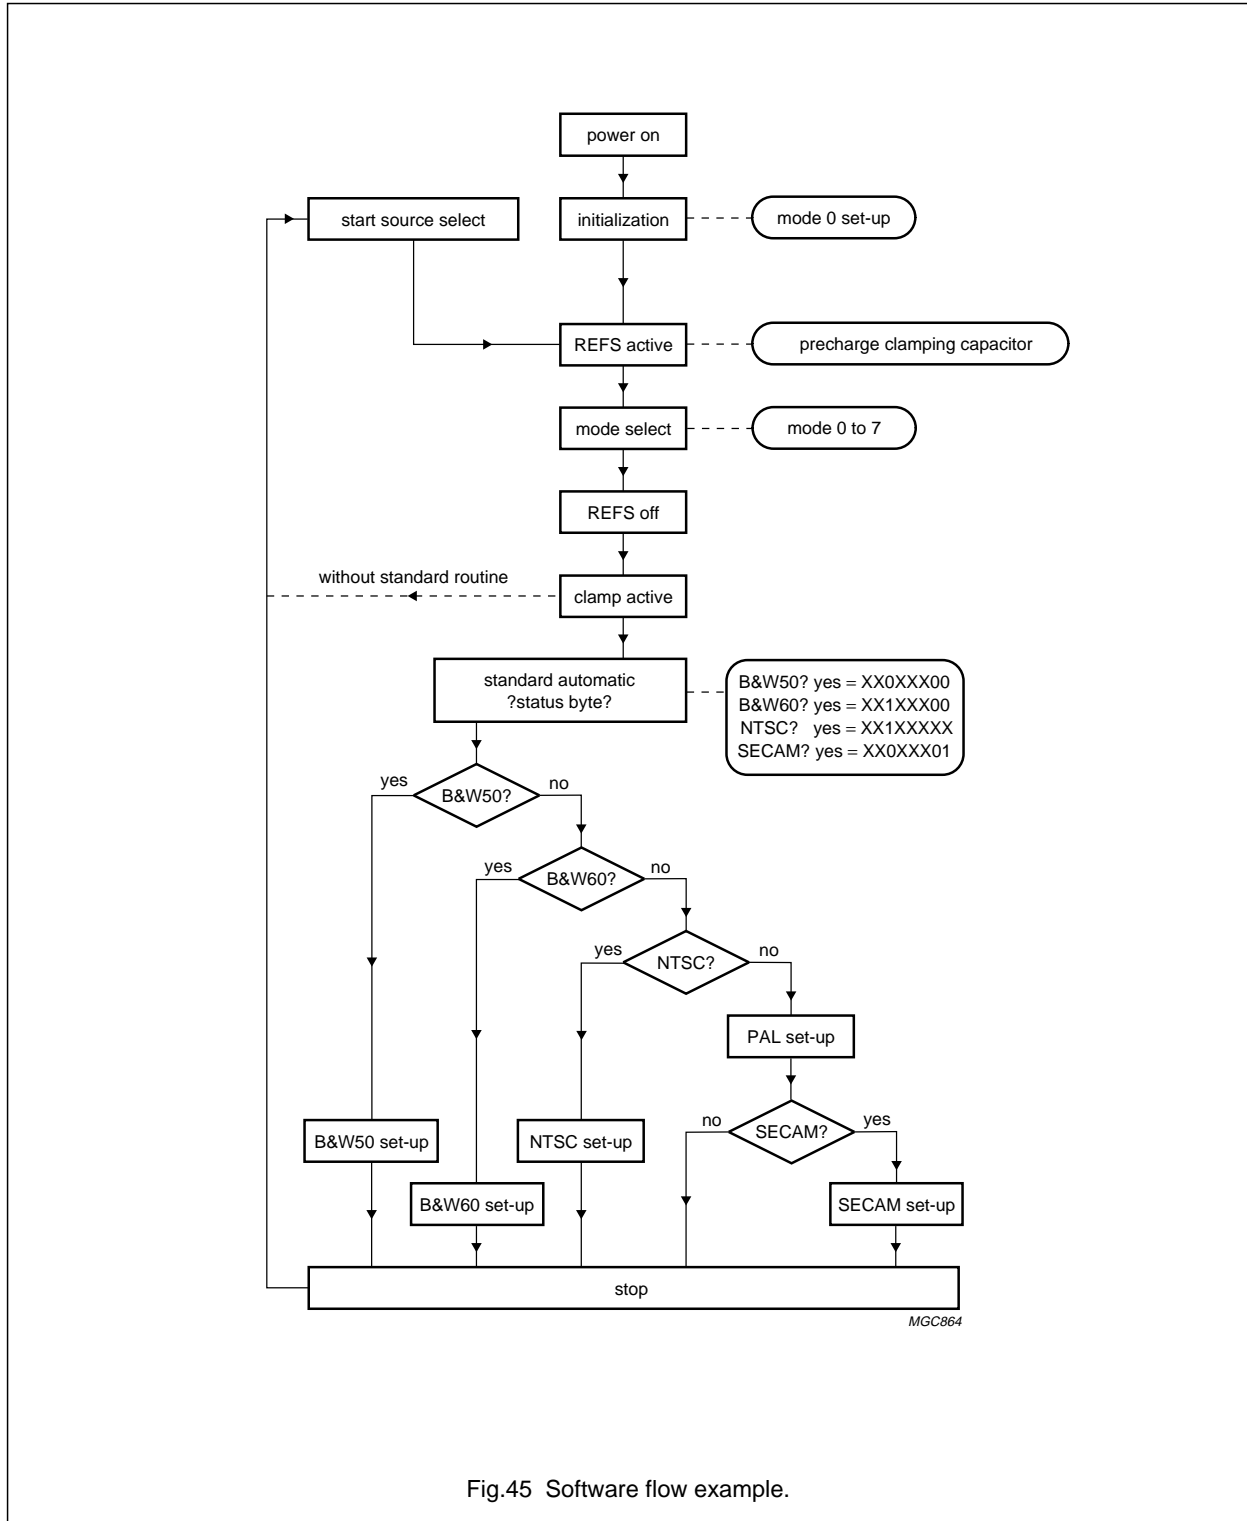 power on
start source select
initialization
mode 0 set-up
REFS active
precharge clamping capacitor
mode select
mode 0 to 7
REFS off
without standard routine
clamp active
standard automatic
?status byte?
B&W50? yes = XX0XXX00
B&W60? yes = XX1XXX00
NTSC? yes = XX1XXXXX
SECAM? yes = XX0XXX01
yes
no
B&W50?
yes
no
B&W60?
yes
no
NTSC?
PAL set-up
no
yes
SECAM?
B&W50 set-up
NTSC set-up
B&W60 set-up
SECAM set-up
stop
MGC864
Fig.45 Software flow example.